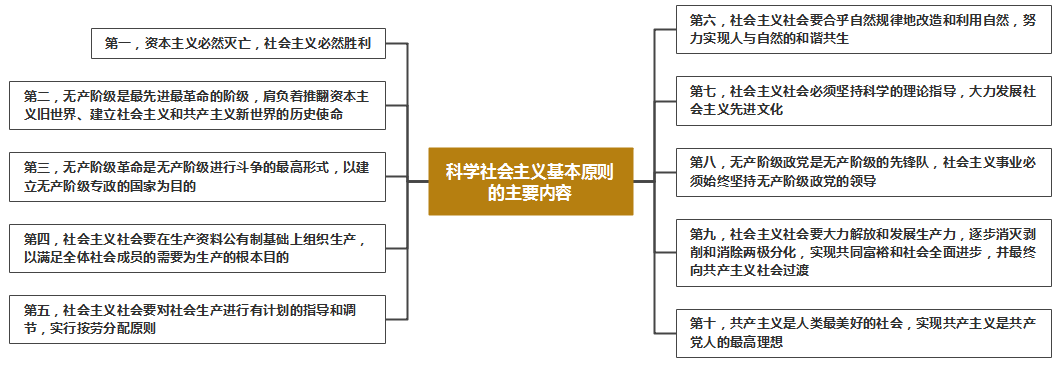 科学社会主义基本原则
的主要内容
第一，资本主义必然灭亡，社会主义必然胜利
第二，无产阶级是最先进最革命的阶级，肩负着推翻资本主
义旧世界、建立社会主义和共产主义新世界的历史使命
第三，无产阶级革命是无产阶级进行斗争的最高形式，以建
立无产阶级专政的国家为目的
第四，社会主义社会要在生产资料公有制基础上组织生产，
以满足全体社会成员的需要为生产的根本目的
第五，社会主义社会要对社会生产进行有计划的指导和调
节，实行按劳分配原则
第六，社会主义社会要合乎自然规律地改造和利用自然，努
力实现人与自然的和谐共生
第七，社会主义社会必须坚持科学的理论指导，大力发展社
会主义先进文化
第八，无产阶级政党是无产阶级的先锋队，社会主义事业必
须始终坚持无产阶级政党的领导
第九，社会主义社会要大力解放和发展生产力，逐步消灭剥
削和消除两极分化，实现共同富裕和社会全面进步，并最终
向共产主义社会过渡
第十，共产主义是人类最美好的社会，实现共产主义是共产
党人的最高理想